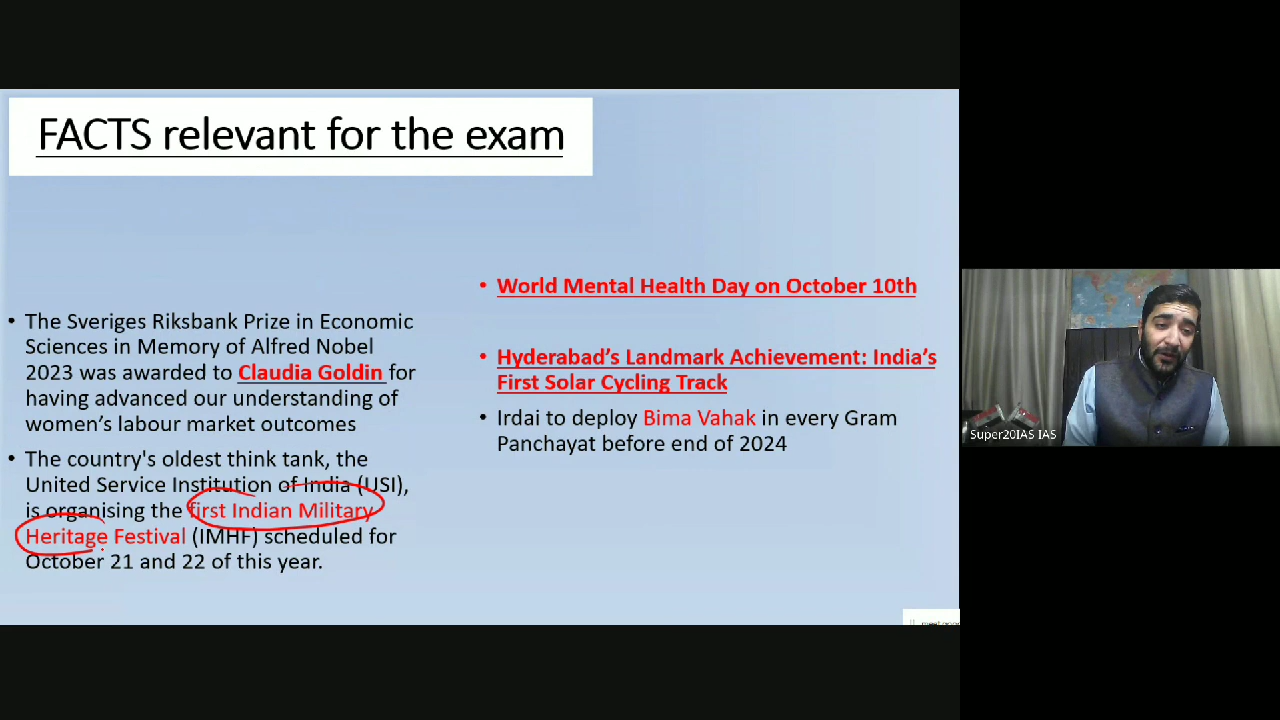 FACTS relevant for the exam
• The Sveriges Riksbank Prize in Economic
Sciences in Memory of Alfred Nobel
2023 was awarded to Claudia Goldin for
having advanced our understanding of
women’s labour market outcomes
• The country's oldest think tank, the
United Service Institution of India (USI),
is organising the first Indian Military
Heritage Festival (IMHF) scheduled for
October 21 and 22 of this year.
• World Mental Health Day on October 10th
• Hyderabad’s Landmark Achievement: India’s
First Solar Cycling Track
• Irdai to deploy Bima Vahak in every Gram
Panchayat before end of 2024
Super20IAS IAS